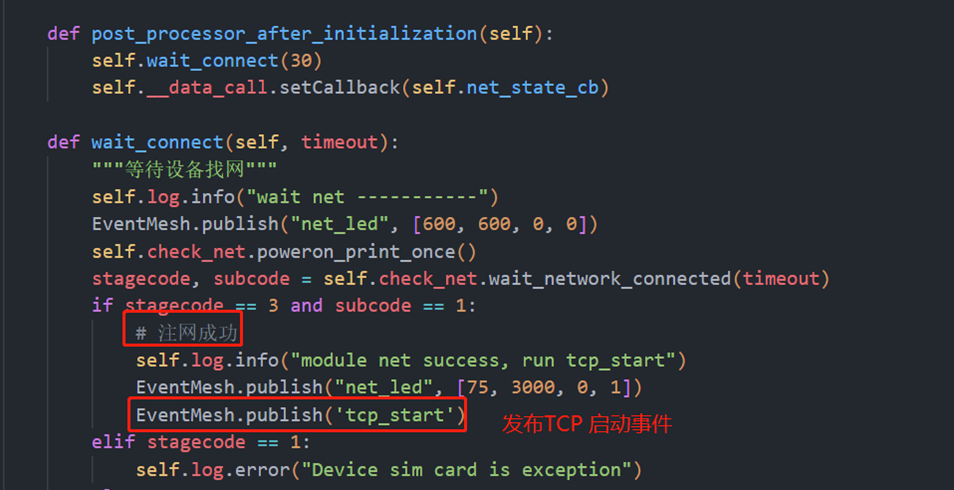 def post_processor_after_initialization(self):
self.wait_connect(30)
self.__data_call.setCallback(self.net_state_cb)
def wait_connect(self, timeout):
"""等待设备找网"""
self.log.info("wait net -----------")
EventMesh.publish("net_led", [600, 600, 0, 0])
self.check_net.poweron_print_once()
stagecode, subcode = self.check_net.wait_network_connected(timeout)
if stagecode == 3 and subcode == 1:
# 注网成功
self.log.info("module net success, run tcp_start")
EventMesh.publish("net_led", [75, 3000, 0, 1])
EventMesh.publish('tcp_start') 发布TCP 启动事件
elif stagecode == 1:
self.log.error("Device sim card is exception")